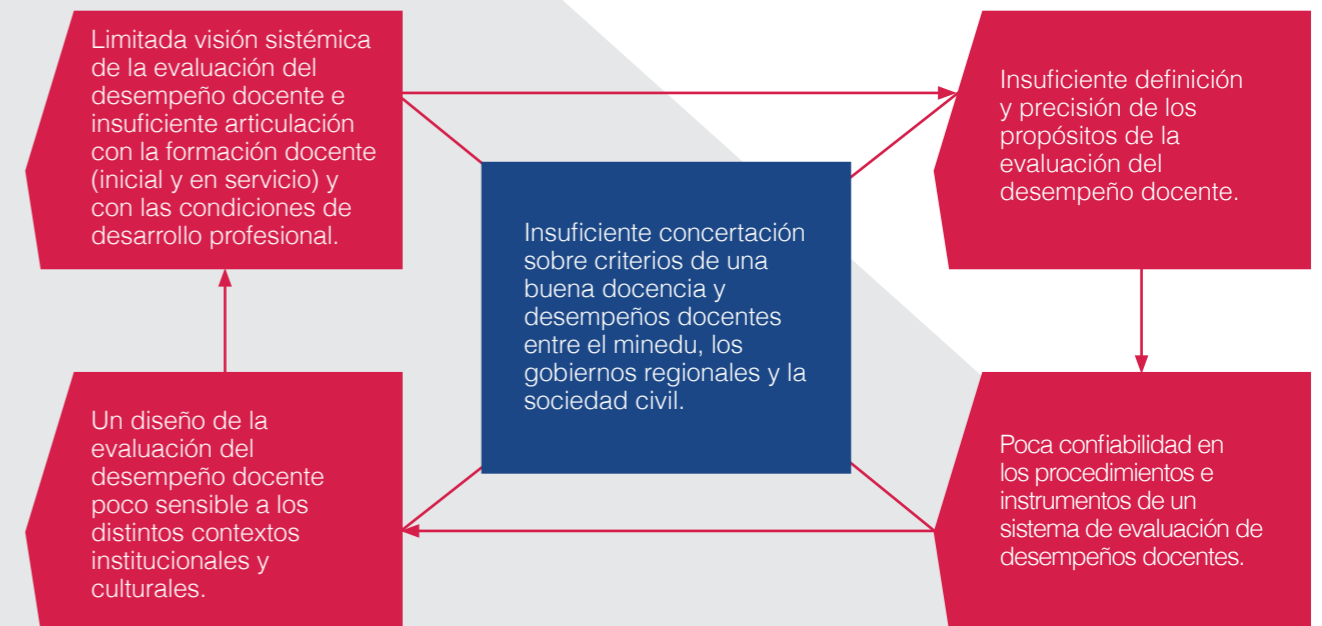 Limitada visión sistémica
de la evaluación del
desempeño docente e
insuficiente articulación
con la formación docente
(inicial y en servicio) y
con las condiciones de
desarrollo profesional.
Insuficiente definición
y precisión de los
propósitos de la
evaluación del
desempeño docente.
Insuficiente concertación
sobre criterios de una
buena docencia y
desempeños docentes
entre el minedu, los
gobiernos regionales y la
sociedad civil.
Un diseño de la
evaluación del
desempeño docente
poco sensible a los
distintos contextos
institucionales y
culturales.
Poca confiabilidad en
los procedimientos e
instrumentos de un
sistema de evaluación de
desempeños docentes.